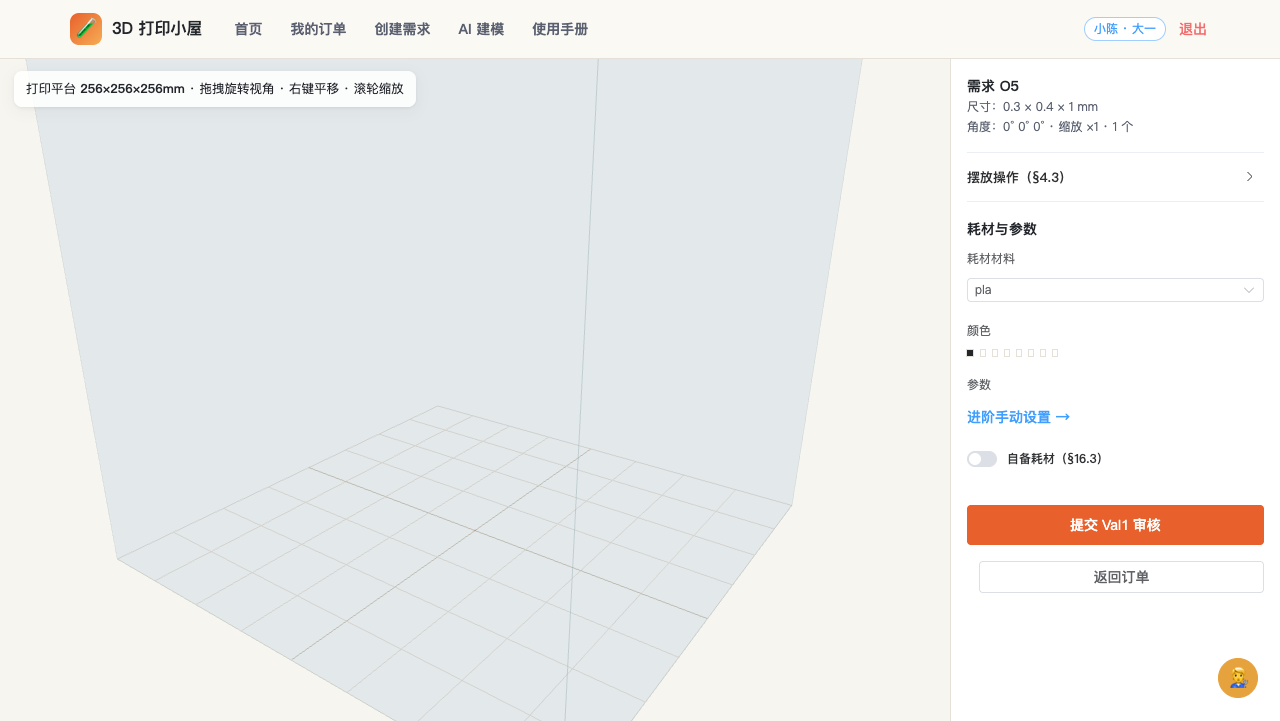 3D 打印小屋
首页
我的订单
创建需求
AI 建模
使用手册
小陈 · 大一
退出
打印平台 256×256×256mm · 拖拽旋转视角 · 右键平移 · 滚轮缩放
需求 O5
尺寸：0.3 × 0.4 × 1 mm
角度：0° 0° 0° · 缩放 ×1 · 1 个
摆放操作（§4.3）
耗材与参数
耗材材料
pla
颜色
参数
进阶手动设置 →
自备耗材（§16.3）
提交 Val1 审核
返回订单